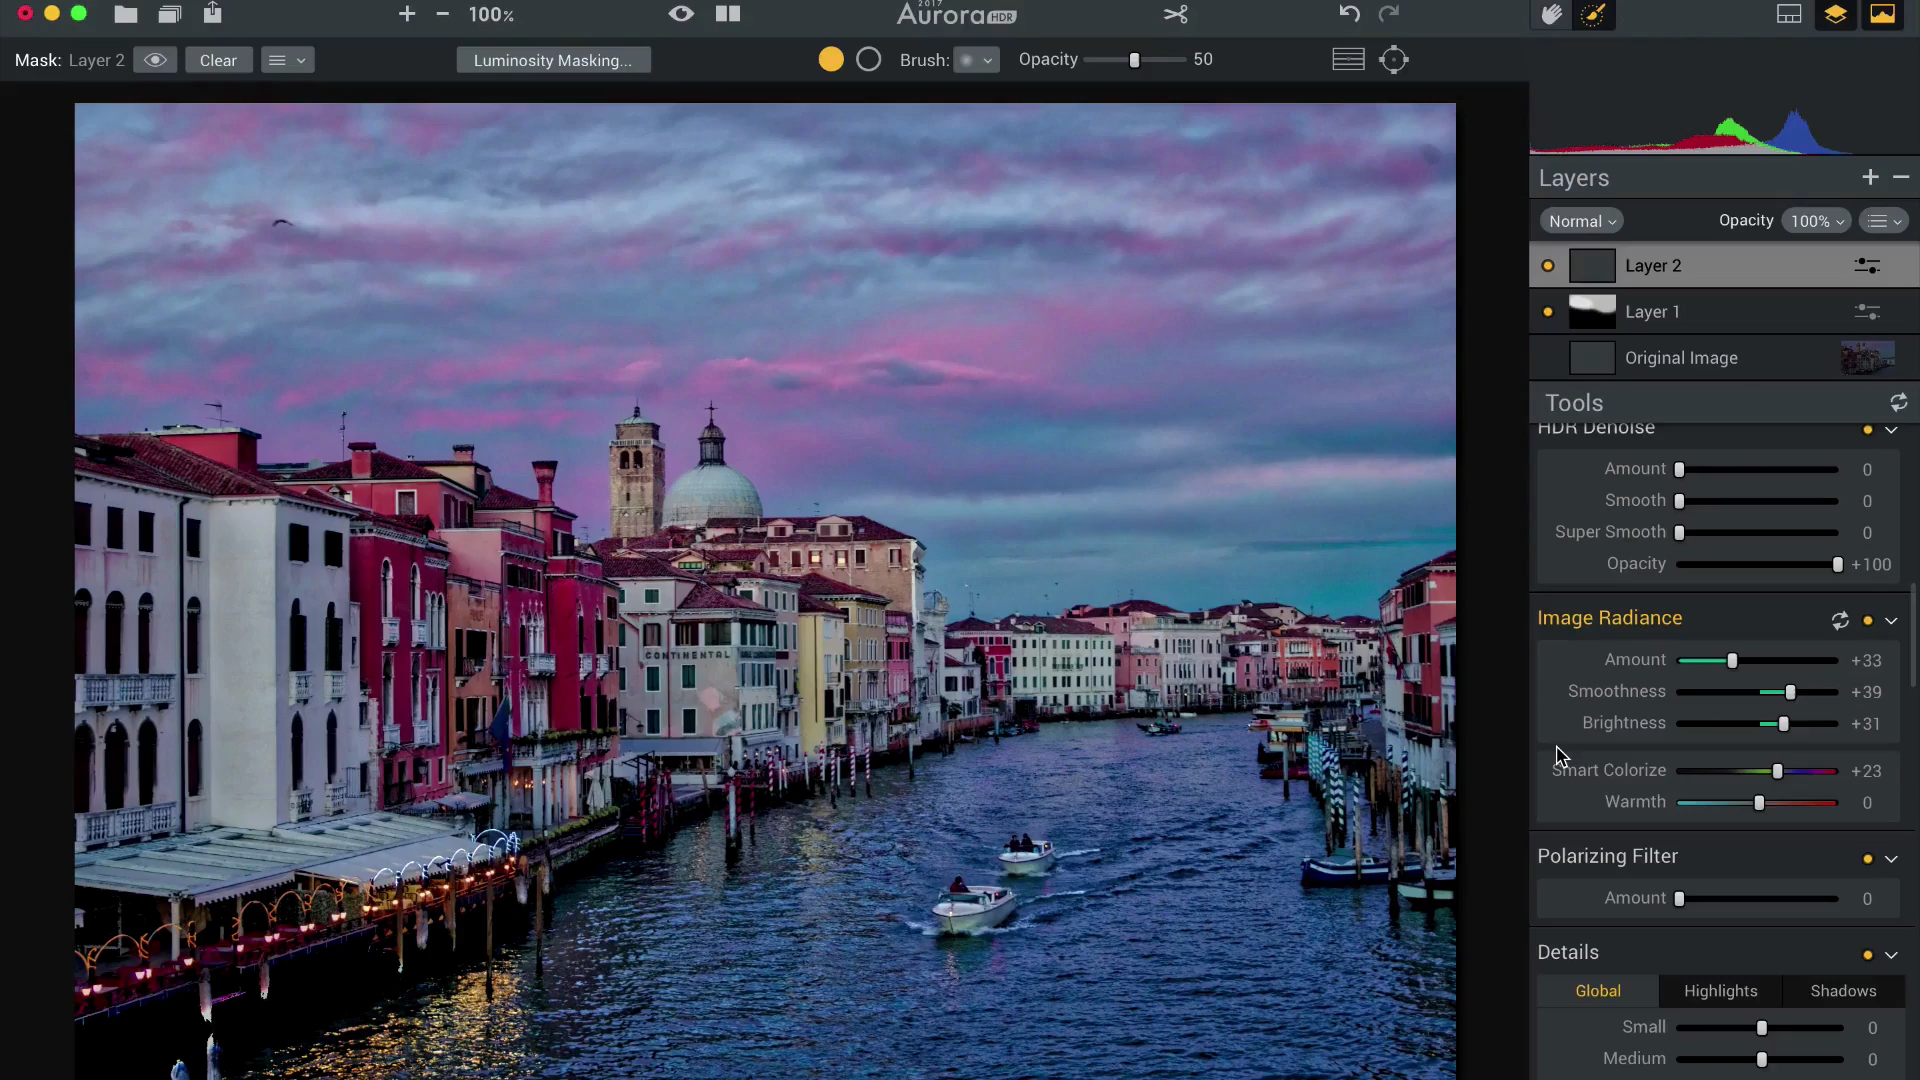 100%
2017
Aurora HDR
Mask: Layer 2
Clear
Luminosity Masking...
Brush:
Opacity
50
Layers
Normal
Opacity
100%
Layer 2
Layer 1
Original Image
Tools
HDR Denoise
Amount
0
Smooth
0
Super Smooth
0
Opacity
+100
Image Radiance
Amount
+33
Smoothness
+39
Brightness
+31
Smart Colorize
+23
Warmth
0
Polarizing Filter
Amount
0
Details
Global
Highlights
Shadows
Small
0
Medium
0
CONTINENTAL